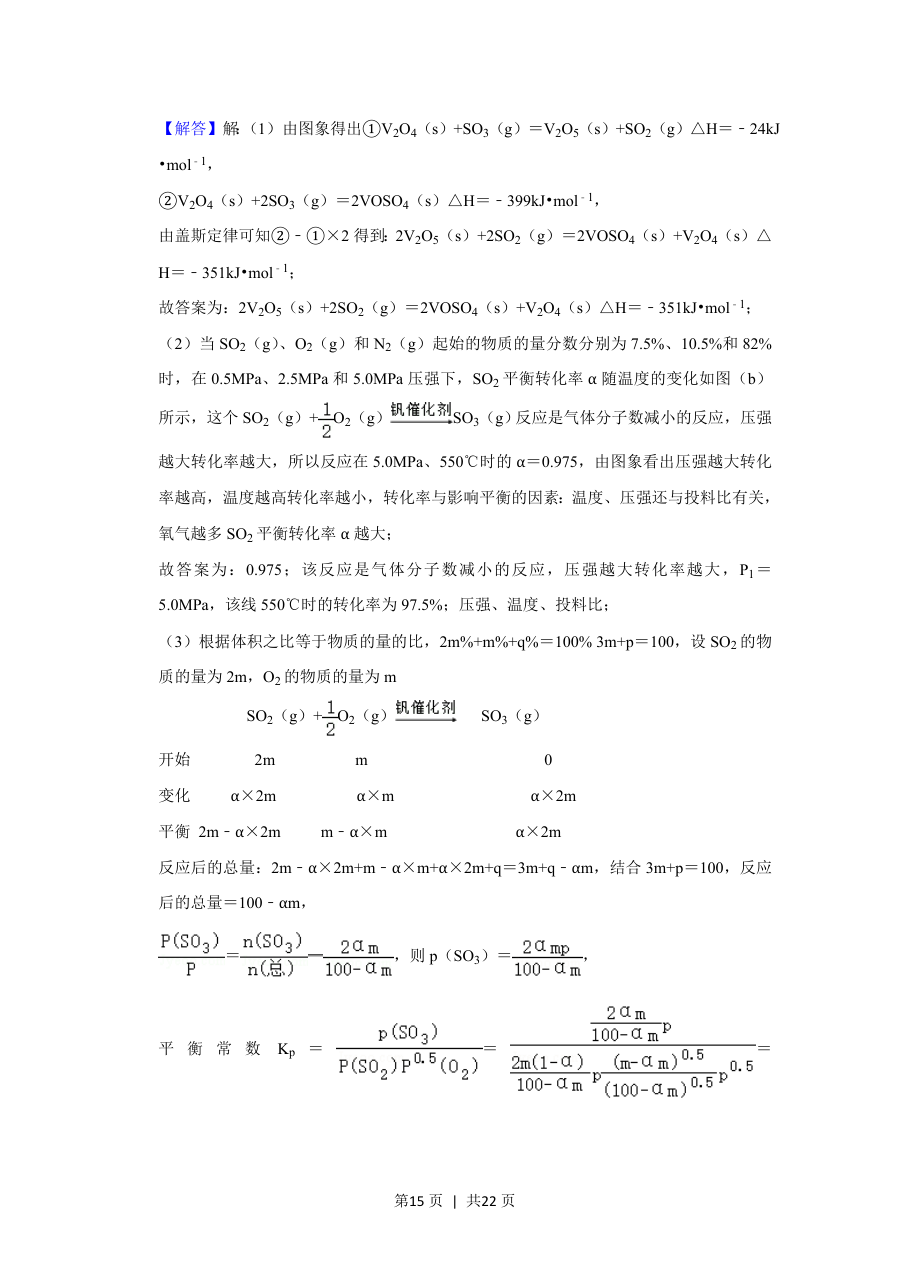 【解答】解：（1）由图象得出①V2O4（s）+SO3（g）＝V2O5（s）+SO2（g）△H＝﹣24kJ
•mol﹣1，
②V2O4（s）+2SO3（g）＝2VOSO4（s）△H＝﹣399kJ•mol﹣1，
由盖斯定律可知②﹣①×2 得到：2V2O5（s）+2SO2（g）＝2VOSO4（s）+V2O4（s）△
H＝﹣351kJ•mol﹣1；
故答案为：2V2O5（s）+2SO2（g）＝2VOSO4（s）+V2O4（s）△H＝﹣351kJ•mol﹣1；
（2）当 SO2（g）、O2（g）和 N2（g）起始的物质的量分数分别为 7.5%、10.5%和 82%
时，在 0.5MPa、2.5MPa 和 5.0MPa 压强下，SO2 平衡转化率 α 随温度的变化如图（b）
所示，这个 SO2（g）+1/2O2（g）钒催化剂→SO3（g）反应是气体分子数减小的反应，压强
越大转化率越大，所以反应在 5.0MPa、550℃时的 α＝0.975，由图象看出压强越大转化
率越高，温度越高转化率越小，转化率与影响平衡的因素：温度、压强还与投料比有关，
氧气越多 SO2 平衡转化率 α 越大；
故答案为：0.975；该反应是气体分子数减小的反应，压强越大转化率越大，P1＝
5.0MPa，该线 550℃时的转化率为 97.5%；压强、温度、投料比；
（3）根据体积之比等于物质的量的比，2m%+m%+q%＝100% 3m+p＝100，设 SO2 的物
质的量为 2m，O2 的物质的量为 m
SO2（g）+1/2O2（g）钒催化剂→ SO3（g）
开始 2m m 0
变化 α×2m α×m α×2m
平衡 2m﹣α×2m m﹣α×m α×2m
反应后的总量：2m﹣α×2m+m﹣α×m+α×2m+q＝3m+q﹣αm，结合 3m+p＝100，反应
后的总量＝100﹣αm，
P(SO3)/P＝n(SO3)/n(总)＝2αm/(100-αm)，则 p（SO3）＝2αmp/(100-αm)，
平衡常数 Kp＝p(SO3)/(P(SO2)P^0.5(O2))＝(2αm/(100-αm) p)/(2m(1-α)/(100-αm) p (m-αm)^0.5/(100-αm)^0.5 p^0.5)＝
第15 页 | 共22 页